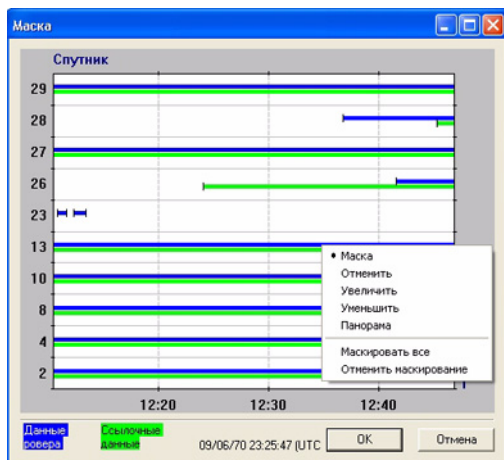 Маска
Спутник
29
28
27
26
23
13
10
8
4
2
Маска
Отменить
Увеличить
Уменьшить
Панорама
Маскировать все
Отменить маскирование
12:20 12:30 12:40
Данные ровера
Ссылочные данные
09/06/70 23:25:47 (UTC
OK
Отмена